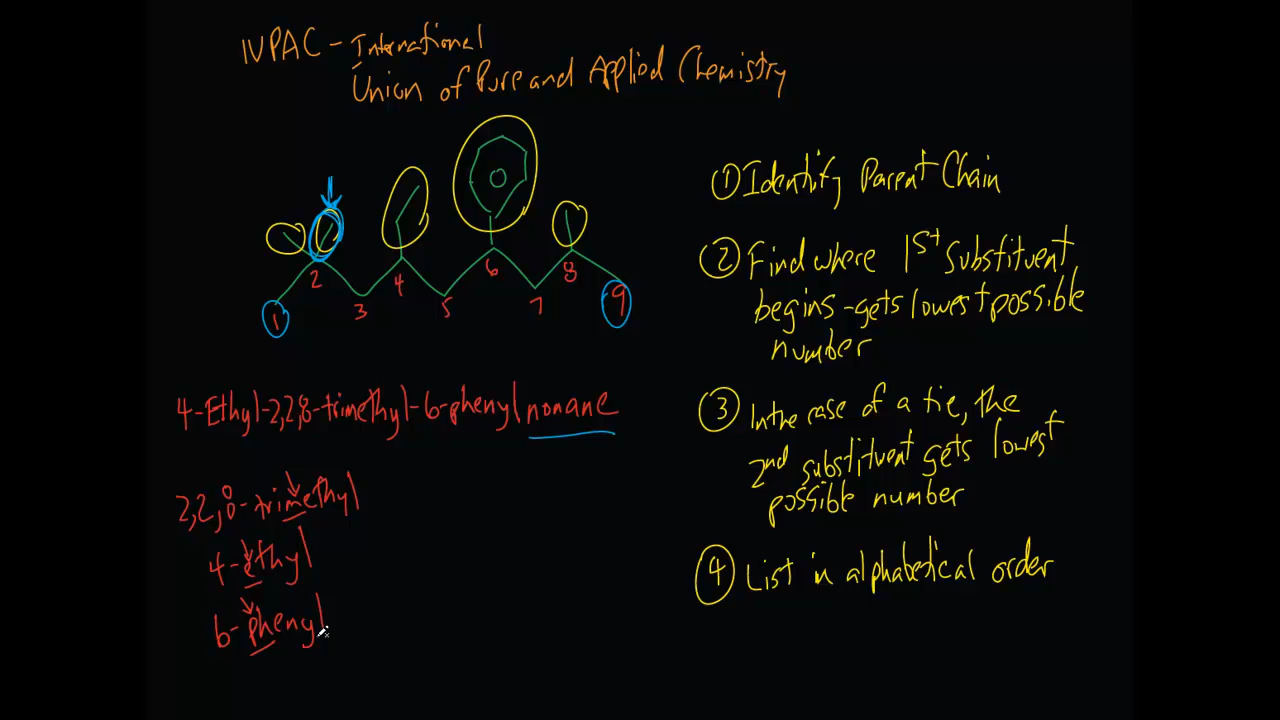 IUPAC - International
Union of Pure and Applied Chemistry
1 2 3 4 5 6 7 8 9
4-Ethyl-2,2,8-trimethyl-6-phenylnonane
2,2,8-trimethyl
4-ethyl
6-phenyl
① Identify Parent Chain
② Find where 1st Substituent
begins - gets lowest possible
number
③ In the case of a tie, the
2nd substituent gets lowest
possible number
④ List in alphabetical order